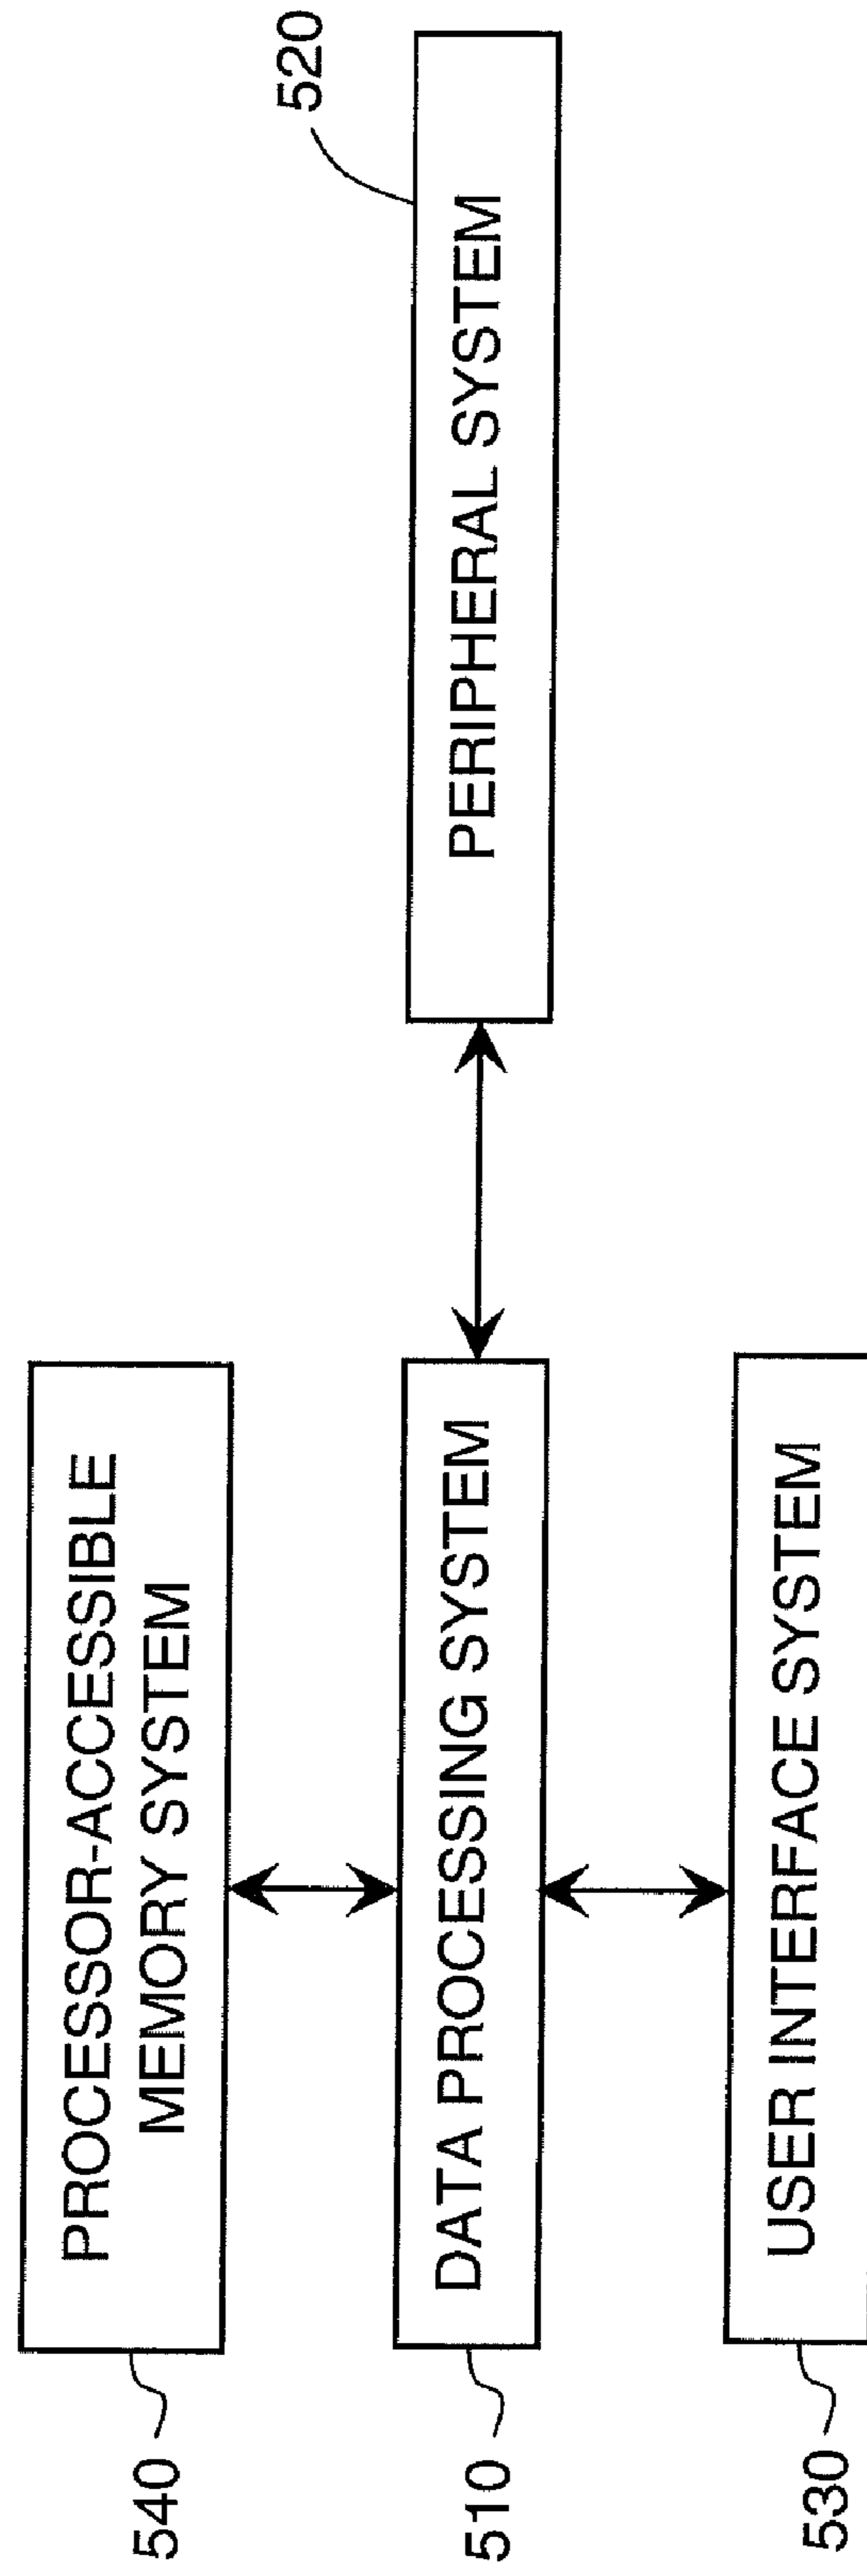 540
PROCESSOR-ACCESSIBLE
MEMORY SYSTEM
510
DATA PROCESSING SYSTEM
PERIPHERAL SYSTEM
520
530
USER INTERFACE SYSTEM